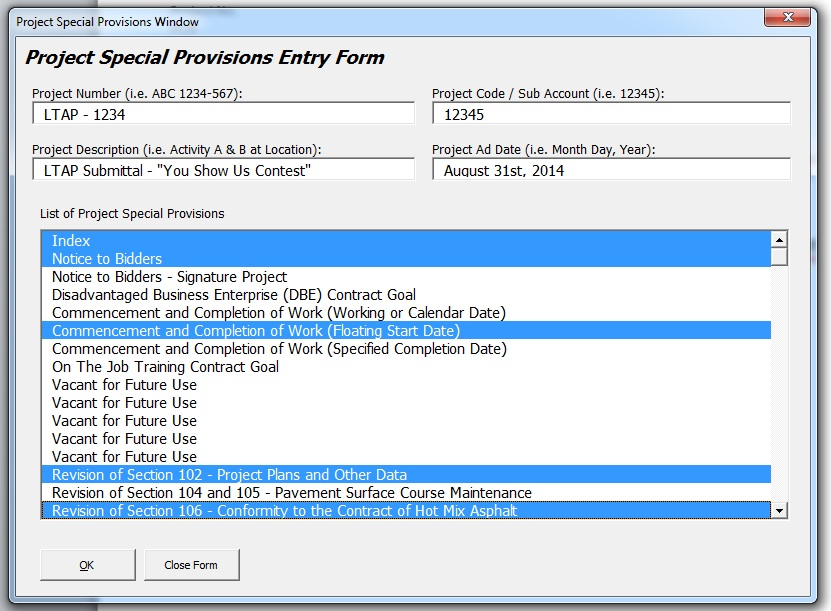 Project Special Provisions Window
Project Special Provisions Entry Form
Project Number (i.e. ABC 1234-567):
LTAP - 1234
Project Code / Sub Account (i.e. 12345):
12345
Project Description (i.e. Activity A & B at Location):
LTAP Submittal - "You Show Us Contest"
Project Ad Date (i.e. Month Day, Year):
August 31st, 2014
List of Project Special Provisions
Index
Notice to Bidders
Notice to Bidders - Signature Project
Disadvantaged Business Enterprise (DBE) Contract Goal
Commencement and Completion of Work (Working or Calendar Date)
Commencement and Completion of Work (Floating Start Date)
Commencement and Completion of Work (Specified Completion Date)
On The Job Training Contract Goal
Vacant for Future Use
Vacant for Future Use
Vacant for Future Use
Vacant for Future Use
Vacant for Future Use
Revision of Section 102 - Project Plans and Other Data
Revision of Section 104 and 105 - Pavement Surface Course Maintenance
Revision of Section 106 - Conformity to the Contract of Hot Mix Asphalt
OK
Close Form